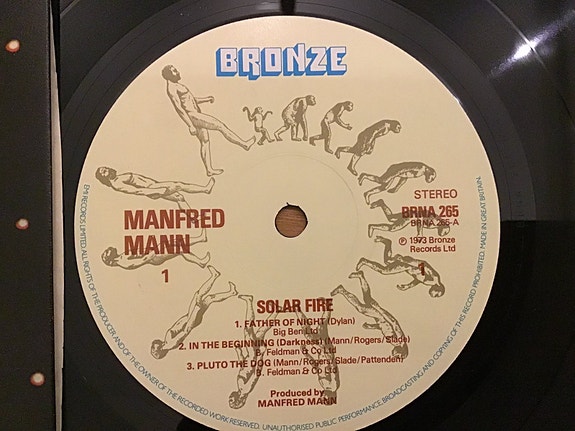 BRONZE
MANFRED
MANN
1
STEREO
BRNA 265
BRNA 265-A
℗ 1973 Bronze
Records Ltd
1
SOLAR FIRE
1. FATHER OF NIGHT (Dylan)
Big Ben Ltd
2. IN THE BEGINNING (Darkness) (Mann/Rogers/Slade)
B. Feldman & Co Ltd
3. PLUTO THE DOG (Mann/Rogers/Slade/Pattenden)
B. Feldman & Co Ltd
Produced by
MANFRED MANN
EMI RECORDS LIMITED ALL RIGHTS OF THE PRODUCER AND OF THE OWNER OF THE RECORDED WORK RESERVED. UNAUTHORISED PUBLIC PERFORMANCE, BROADCASTING AND COPYING OF THIS RECORD PROHIBITED. MADE IN GREAT BRITAIN.